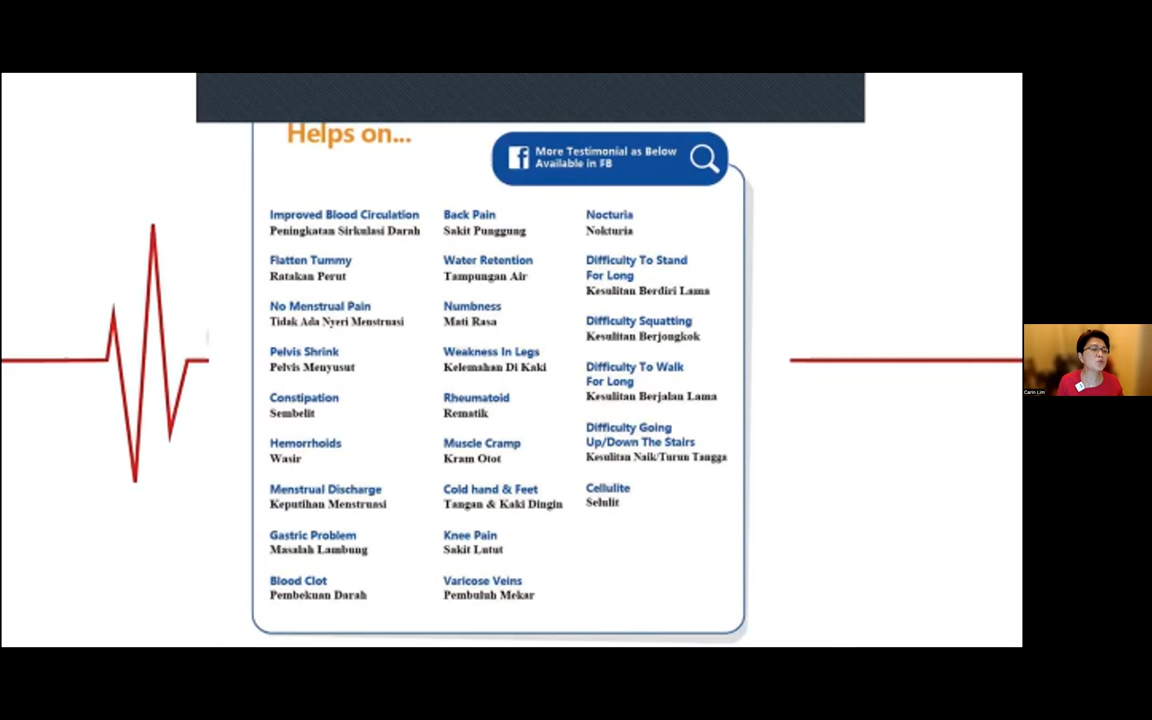 Helps on...
More Testimonial as Below
Available in FB
Improved Blood Circulation
Peningkatan Sirkulasi Darah
Flatten Tummy
Ratakan Perut
No Menstrual Pain
Tidak Ada Nyeri Menstruasi
Pelvis Shrink
Pelvis Menyusut
Constipation
Sembelit
Hemorrhoids
Wasir
Menstrual Discharge
Keputihan Menstruasi
Gastric Problem
Masalah Lambung
Blood Clot
Pembekuan Darah
Back Pain
Sakit Punggung
Water Retention
Tampungan Air
Numbness
Mati Rasa
Weakness In Legs
Kelemahan Di Kaki
Rheumatoid
Rematik
Muscle Cramp
Kram Otot
Cold hand & Feet
Tangan & Kaki Dingin
Knee Pain
Sakit Lutut
Varicose Veins
Pembuluh Mekar
Nocturia
Nokturia
Difficulty To Stand
For Long
Kesulitan Berdiri Lama
Difficulty Squatting
Kesulitan Berjongkok
Difficulty To Walk
For Long
Kesulitan Berjalan Lama
Difficulty Going
Up/Down The Stairs
Kesulitan Naik/Turun Tangga
Cellulite
Selulit
Carin Lim